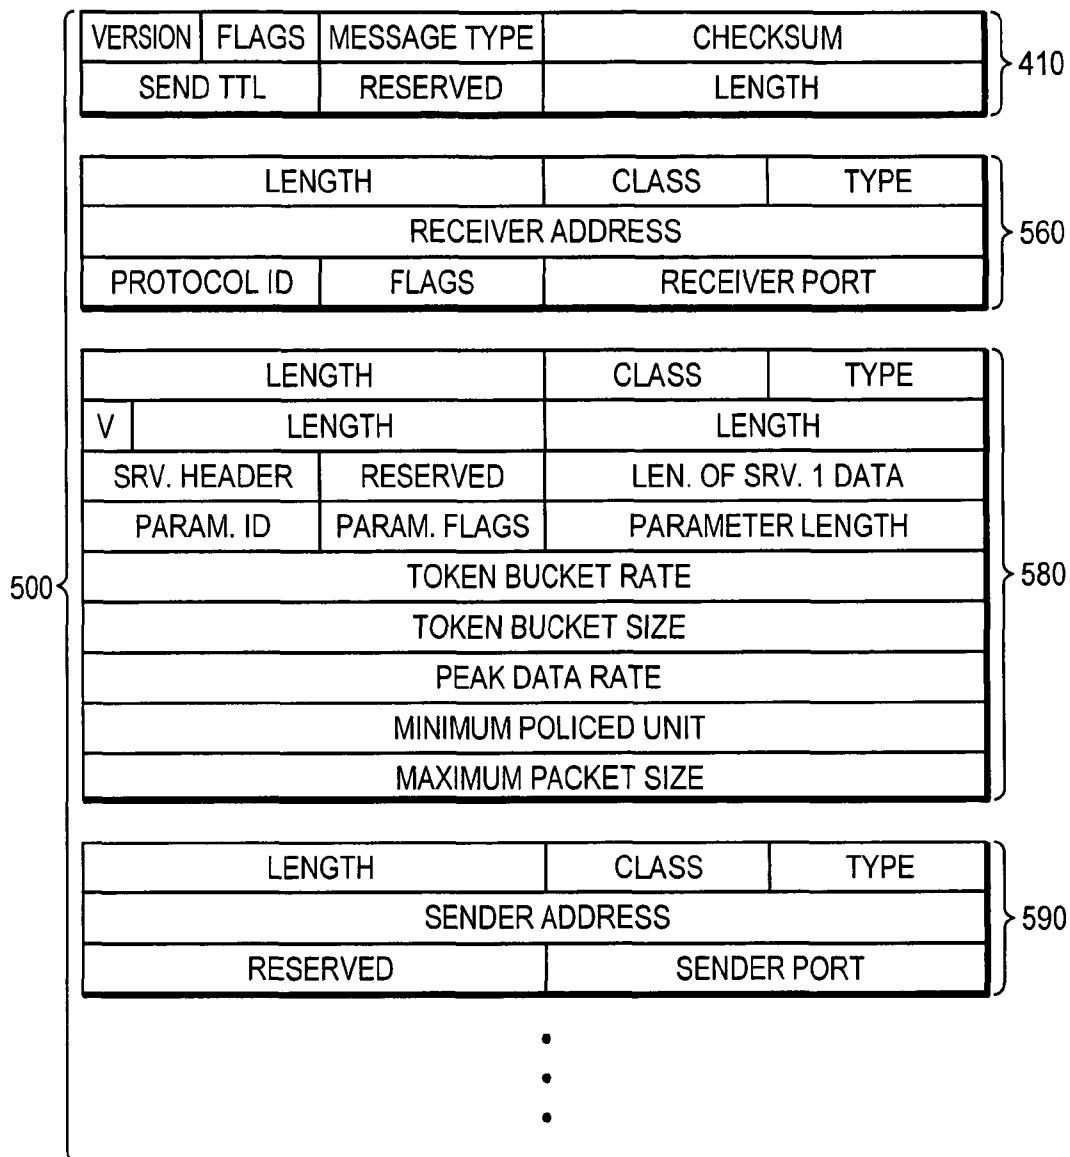 VERSION FLAGS MESSAGE TYPE CHECKSUM
SEND TTL RESERVED LENGTH
410
LENGTH CLASS TYPE
RECEIVER ADDRESS
PROTOCOL ID FLAGS RECEIVER PORT
560
LENGTH CLASS TYPE
V LENGTH LENGTH
SRV. HEADER RESERVED LEN. OF SRV. 1 DATA
PARAM. ID PARAM. FLAGS PARAMETER LENGTH
TOKEN BUCKET RATE
TOKEN BUCKET SIZE
PEAK DATA RATE
MINIMUM POLICED UNIT
MAXIMUM PACKET SIZE
580
500
LENGTH CLASS TYPE
SENDER ADDRESS
RESERVED SENDER PORT
590